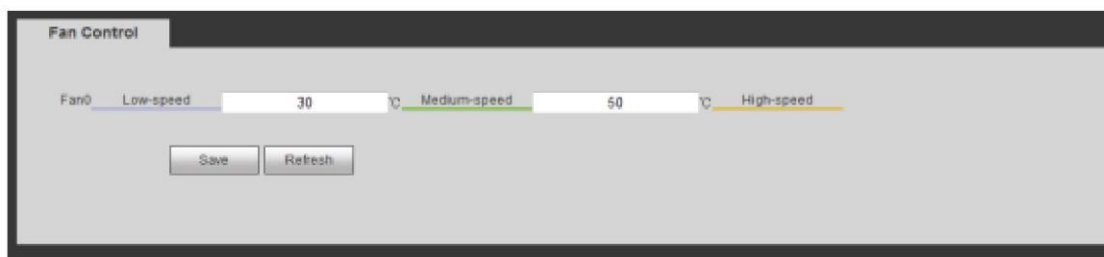 Fan Control
Fan0 Low-speed 30 ℃ Medium-speed 50 ℃ High-speed
Save Refresh